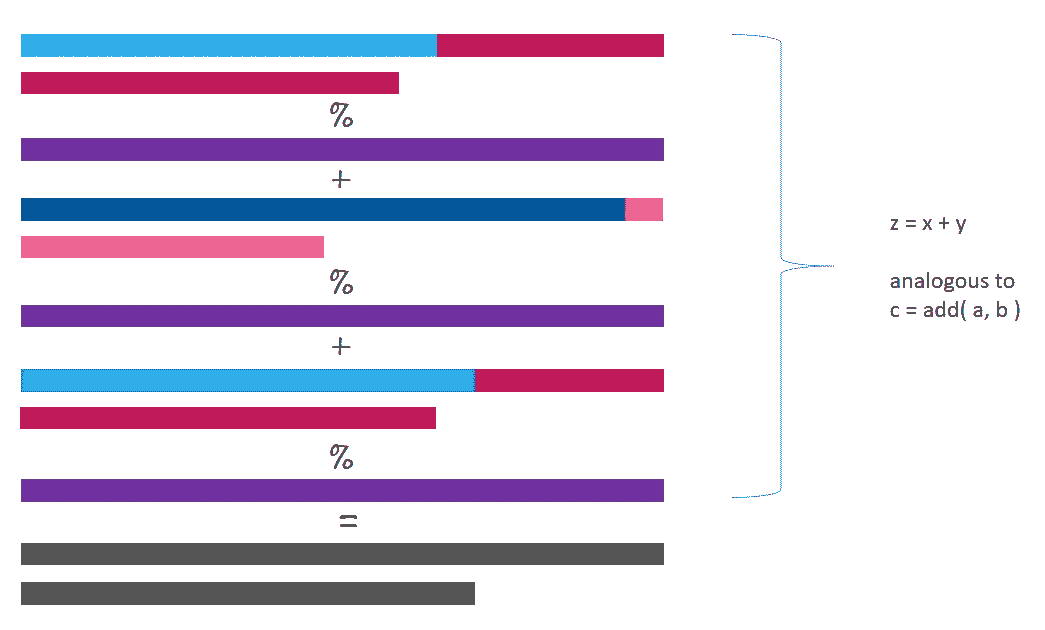 %
+
z = x + y
%
analogous to
c = add( a, b )
+
%
=